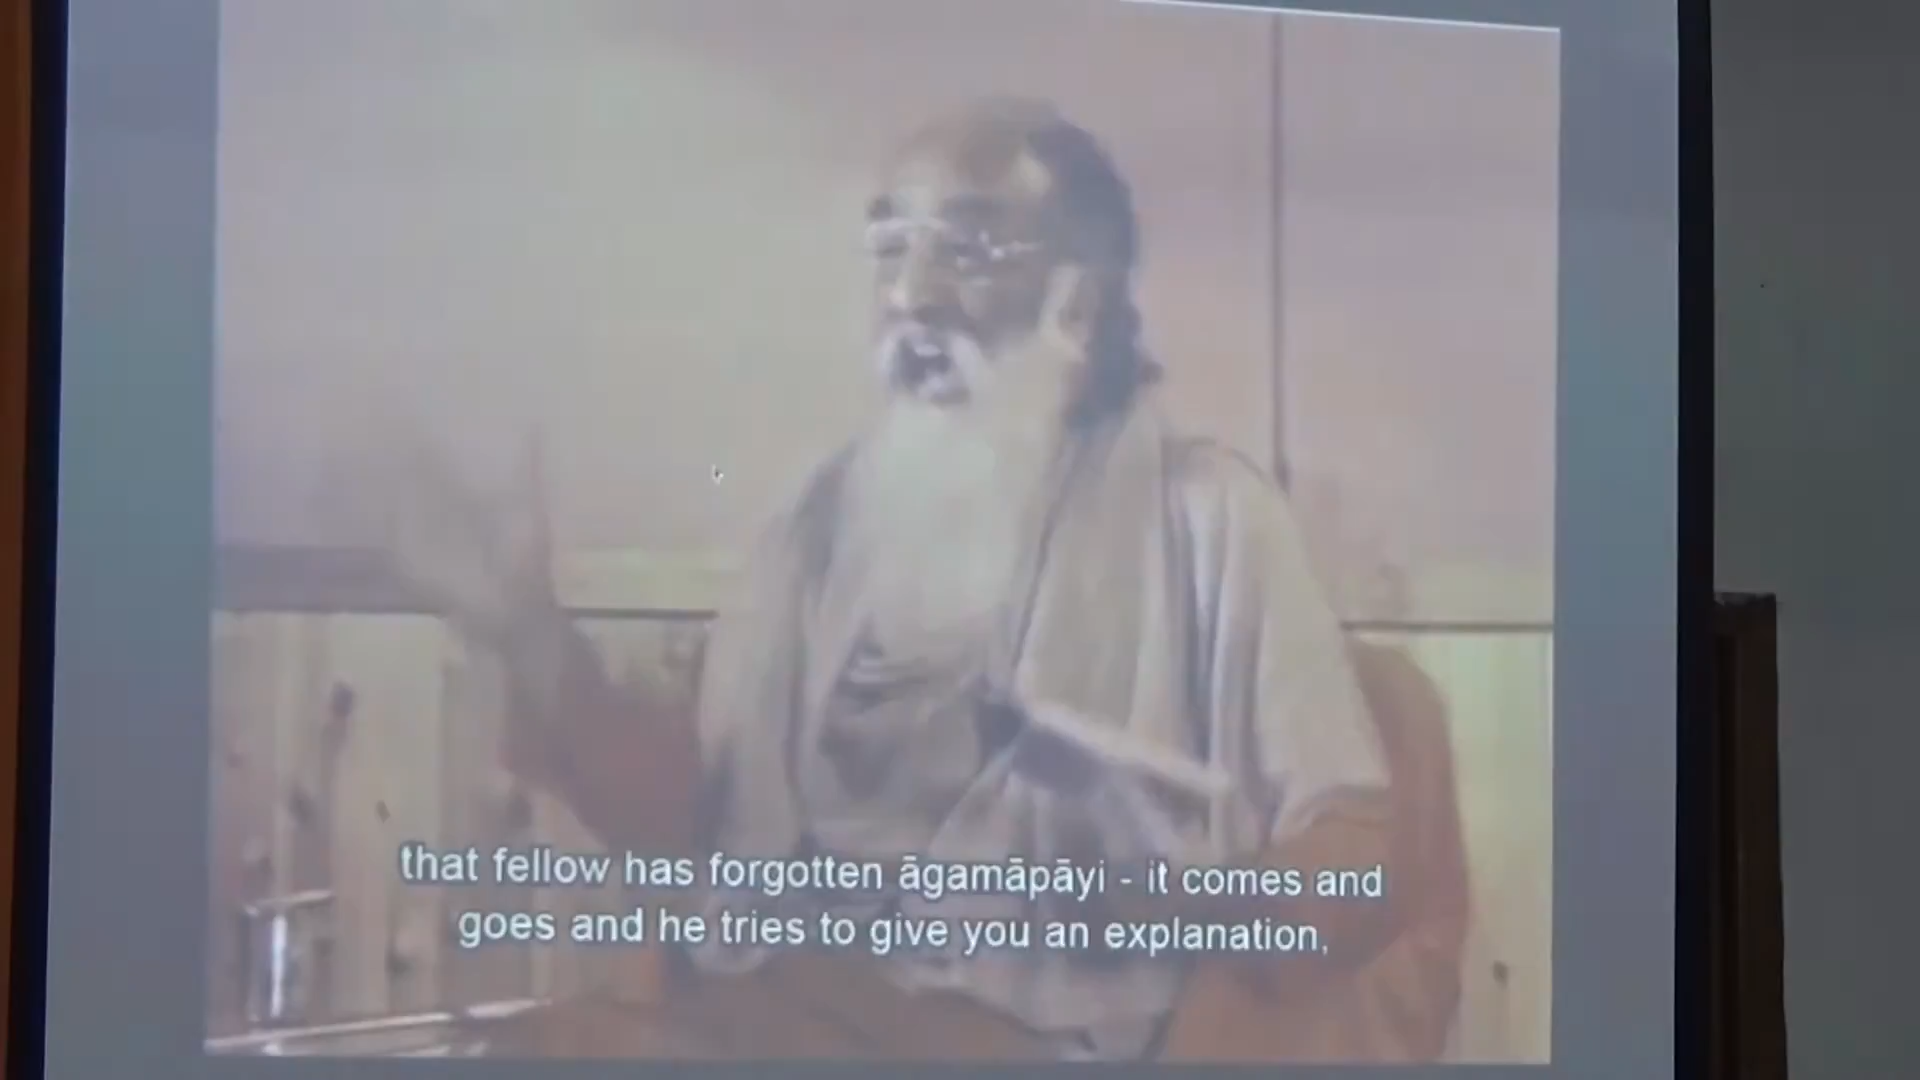 that fellow has forgotten āgamāpāyi - it comes and
goes and he tries to give you an explanation,